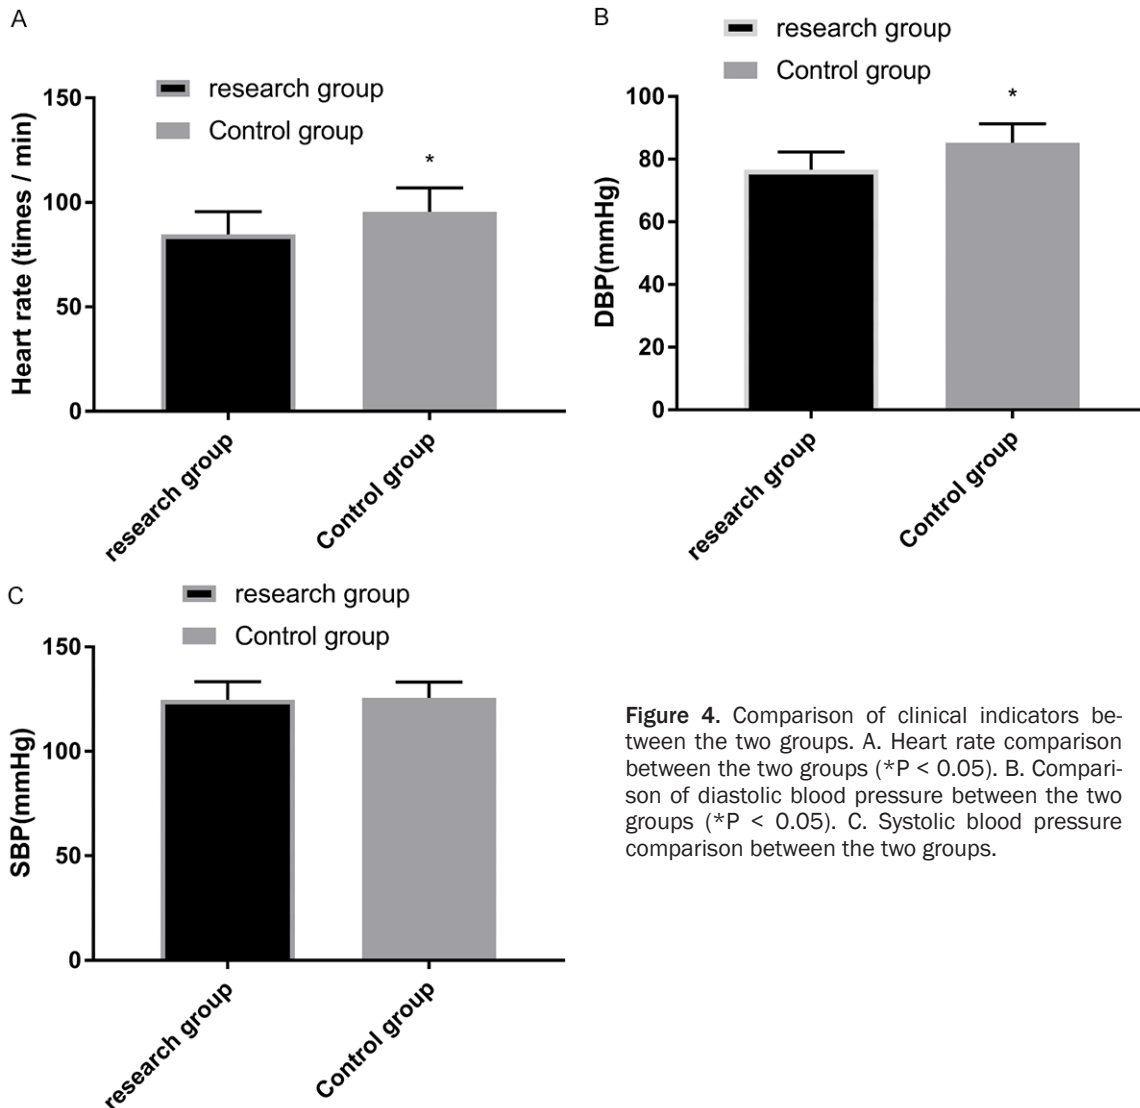 A
research group
Control group
*
Heart rate (times / min)
150
100
50
0
research group
Control group
B
research group
Control group
*
DBP(mmHg)
100
80
60
40
20
0
research group
Control group
C
research group
Control group
SBP(mmHg)
150
100
50
0
research group
Control group
Figure 4. Comparison of clinical indicators be-
tween the two groups. A. Heart rate comparison
between the two groups (*P < 0.05). B. Compari-
son of diastolic blood pressure between the two
groups (*P < 0.05). C. Systolic blood pressure
comparison between the two groups.